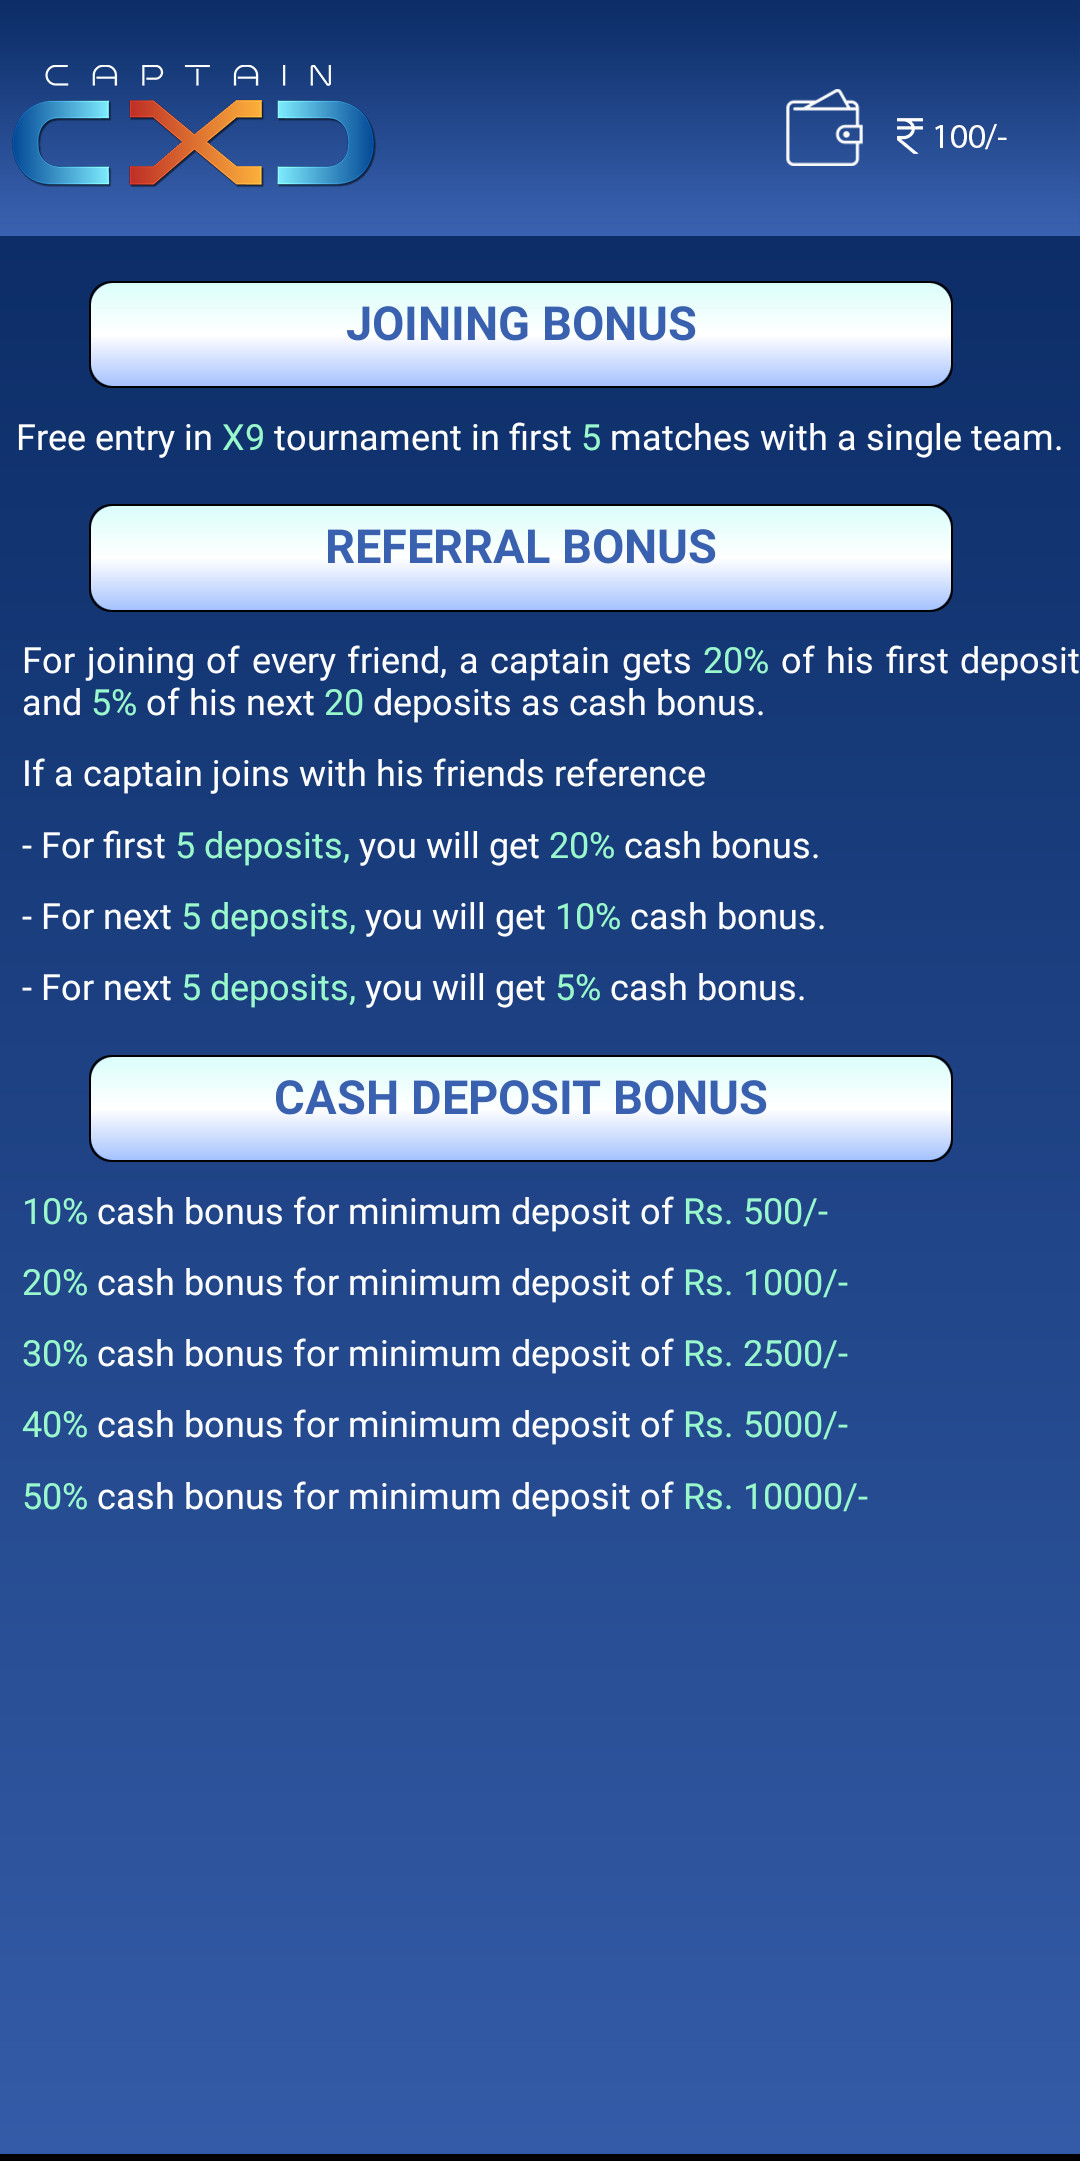 CAPTAIN
CXD
₹ 100/-
JOINING BONUS
Free entry in X9 tournament in first 5 matches with a single team.
REFERRAL BONUS
For joining of every friend, a captain gets 20% of his first deposit
and 5% of his next 20 deposits as cash bonus.
If a captain joins with his friends reference
- For first 5 deposits, you will get 20% cash bonus.
- For next 5 deposits, you will get 10% cash bonus.
- For next 5 deposits, you will get 5% cash bonus.
CASH DEPOSIT BONUS
10% cash bonus for minimum deposit of Rs. 500/-
20% cash bonus for minimum deposit of Rs. 1000/-
30% cash bonus for minimum deposit of Rs. 2500/-
40% cash bonus for minimum deposit of Rs. 5000/-
50% cash bonus for minimum deposit of Rs. 10000/-